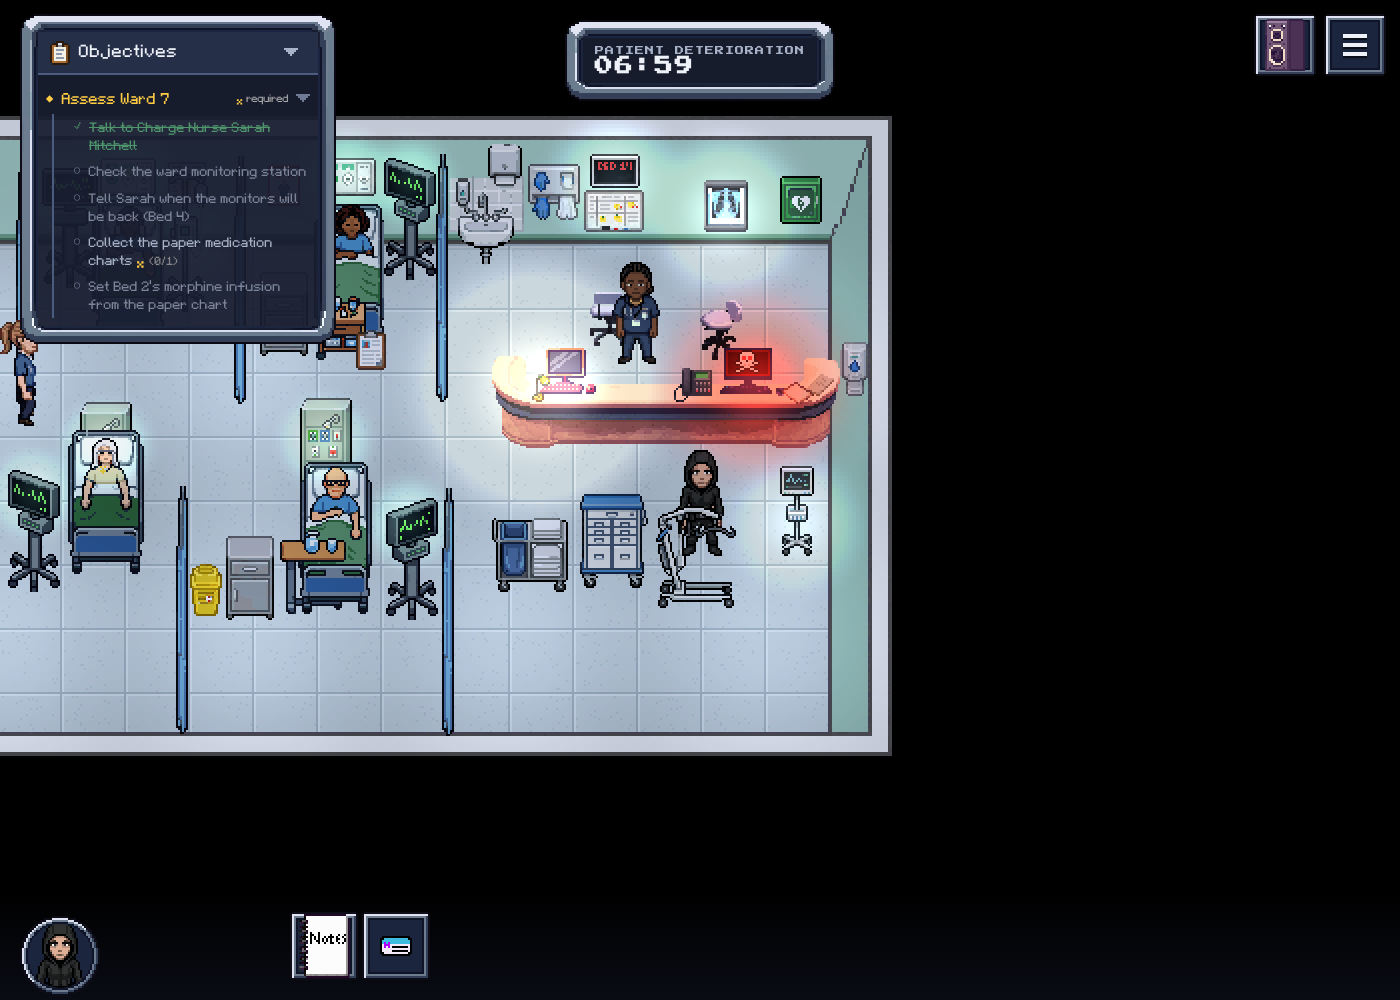 Objectives
Assess Ward 7
required
Talk to Charge Nurse Sarah
Mitchell
Check the ward monitoring station
Tell Sarah when the monitors will
be back (Bed 4)
Collect the paper medication
charts (0/1)
Set Bed 2's morphine infusion
from the paper chart
PATIENT DETERIORATION
06:59
Notes